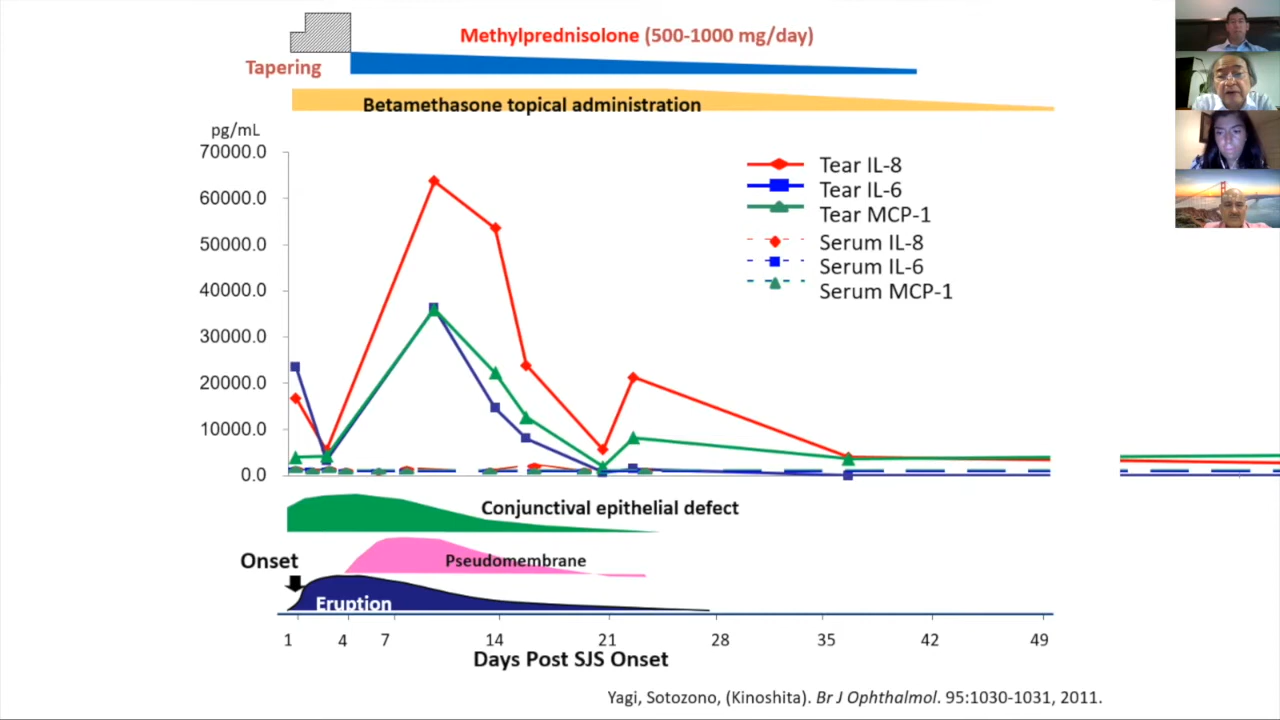 Methylprednisolone (500-1000 mg/day)
Tapering
Betamethasone topical administration
pg/mL
70000.0
60000.0
50000.0
40000.0
30000.0
20000.0
10000.0
0.0
Tear IL-8
Tear IL-6
Tear MCP-1
Serum IL-8
Serum IL-6
Serum MCP-1
Conjunctival epithelial defect
Onset
Pseudomembrane
Eruption
1 4 7 14 21 28 35 42 49
Days Post SJS Onset
Yagi, Sotozono, (Kinoshita). Br J Ophthalmol. 95:1030-1031, 2011.